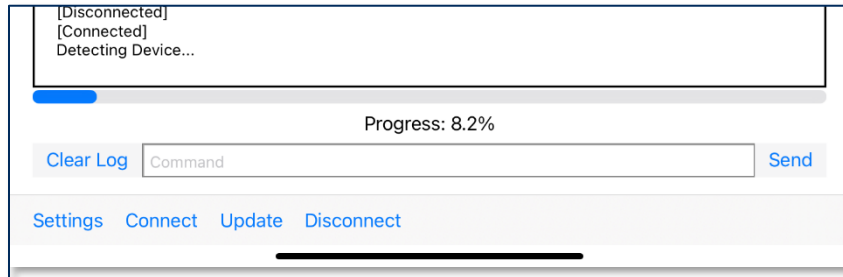 [Disconnected]
[Connected]
Detecting Device...
Progress: 8.2%
Clear Log Command Send
Settings Connect Update Disconnect